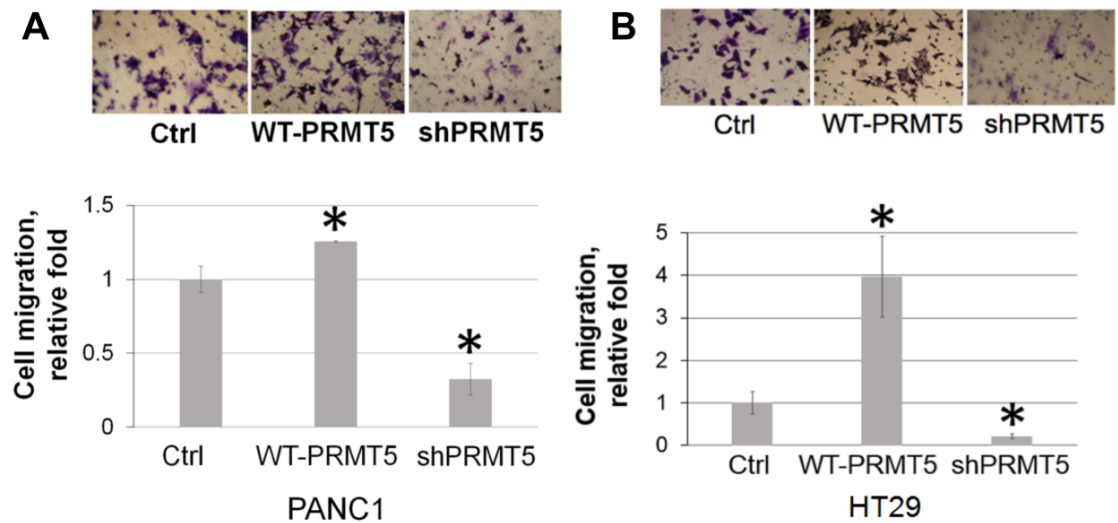 A
Ctrl WT-PRMT5 shPRMT5
Cell migration,
relative fold
1.5
1
0.5
0
*
*
Ctrl WT-PRMT5 shPRMT5
PANC1
B
Ctrl WT-PRMT5 shPRMT5
Cell migration,
relative fold
5
4
3
2
1
0
*
*
Ctrl WT-PRMT5 shPRMT5
HT29